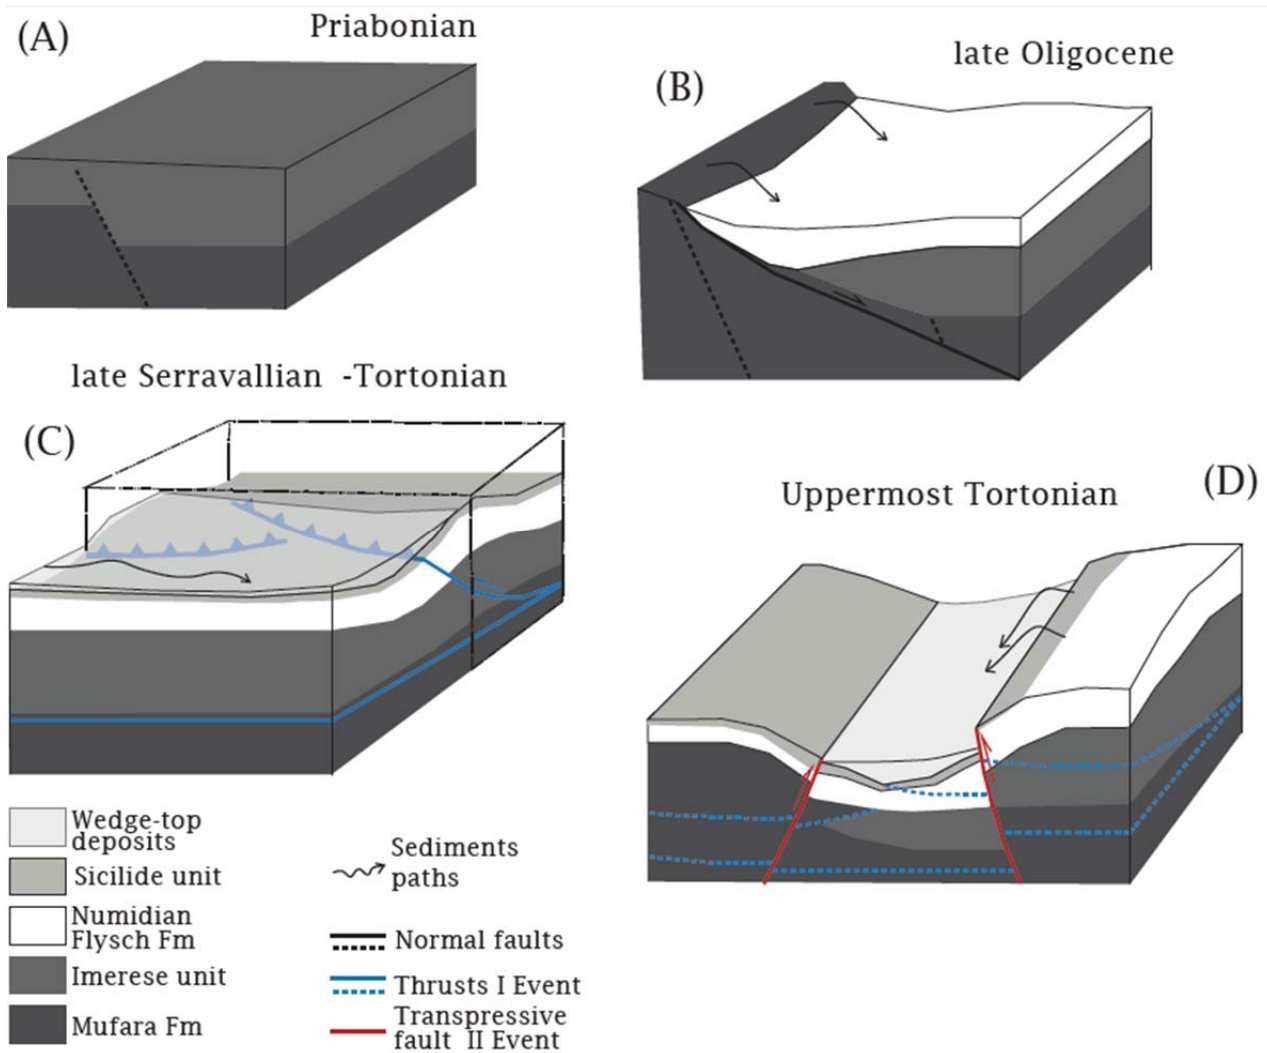 (A)
Priabonian
late Oligocene
(B)
late Serravallian -Tortonian
(C)
(D)
Uppermost Tortonian
Wedge-top
deposits
Sicilide unit
Numidian
Flysch Fm
Imerese unit
Mufara Fm
Sediments
paths
Normal faults
Thrusts I Event
Transpressive
fault II Event